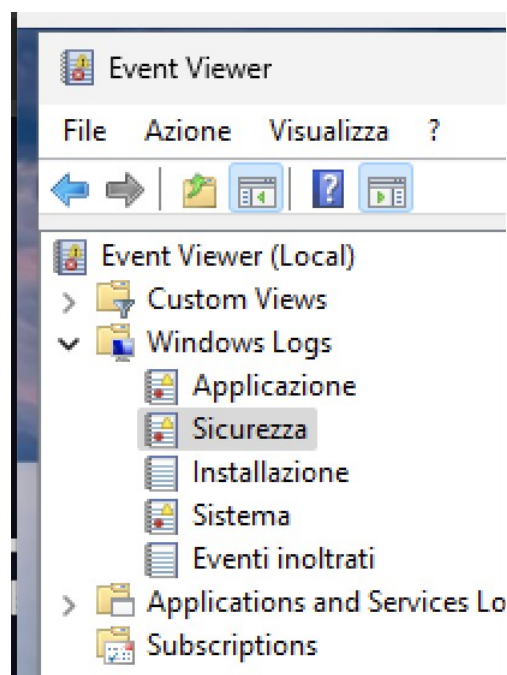 Event Viewer
File Azione Visualizza ?
Event Viewer (Local)
Custom Views
Windows Logs
Applicazione
Sicurezza
Installazione
Sistema
Eventi inoltrati
Applications and Services Lo
Subscriptions